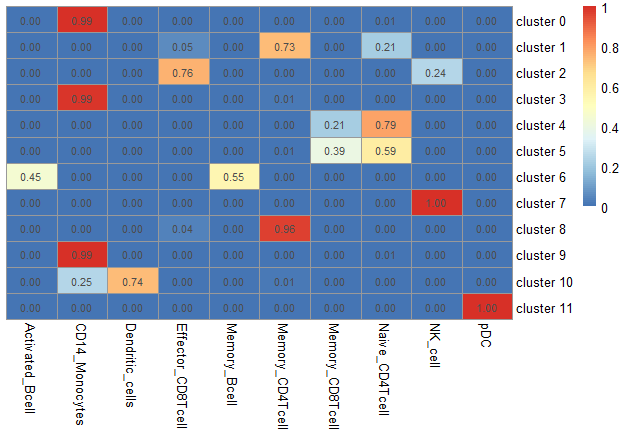 0.00 0.99 0.00 0.00 0.00 0.00 0.00 0.01 0.00 0.00 cluster 0
0.00 0.00 0.00 0.05 0.00 0.73 0.00 0.21 0.00 0.00 cluster 1
0.00 0.00 0.00 0.76 0.00 0.00 0.00 0.00 0.24 0.00 cluster 2
0.00 0.99 0.00 0.00 0.00 0.01 0.00 0.00 0.00 0.00 cluster 3
0.00 0.00 0.00 0.00 0.00 0.00 0.21 0.79 0.00 0.00 cluster 4
0.00 0.00 0.00 0.00 0.00 0.01 0.39 0.59 0.00 0.00 cluster 5
0.45 0.00 0.00 0.00 0.55 0.00 0.00 0.00 0.00 0.00 cluster 6
0.00 0.00 0.00 0.00 0.00 0.00 0.00 0.00 1.00 0.00 cluster 7
0.00 0.00 0.00 0.04 0.00 0.96 0.00 0.00 0.00 0.00 cluster 8
0.00 0.99 0.00 0.00 0.00 0.00 0.00 0.01 0.00 0.00 cluster 9
0.00 0.25 0.74 0.00 0.00 0.01 0.00 0.00 0.00 0.00 cluster 10
0.00 0.00 0.00 0.00 0.00 0.00 0.00 0.00 0.00 1.00 cluster 11
Activated_Bcell
CD14_Monocytes
Dendritic_cells
Effector_CD8Tcell
Memory_Bcell
Memory_CD4Tcell
Memory_CD8Tcell
Naive_CD4Tcell
NK_cell
pDC
1
0.8
0.6
0.4
0.2
0